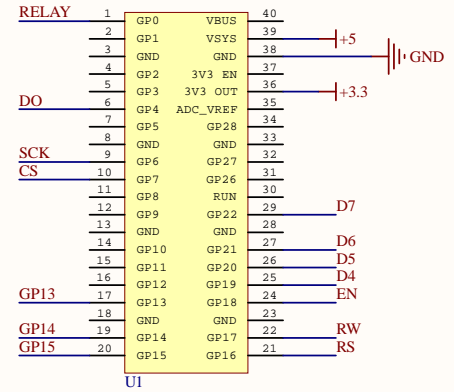 RELAY 1 GP0 VBUS 40
2 GP1 VSYS 39 +5
3 GND GND 38 GND
4 GP2 3V3 EN 37
5 GP3 3V3 OUT 36 +3.3
DO 6 GP4 ADC_VREF 35
7 GP5 GP28 34
8 GND GND 33
SCK 9 GP6 GP27 32
CS 10 GP7 GP26 31
11 GP8 RUN 30
12 GP9 GP22 29 D7
13 GND GND 28
14 GP10 GP21 27 D6
15 GP11 GP20 26 D5
16 GP12 GP19 25 D4
GP13 17 GP13 GP18 24 EN
18 GND GND 23
GP14 19 GP14 GP17 22 RW
GP15 20 GP15 GP16 21 RS
U1